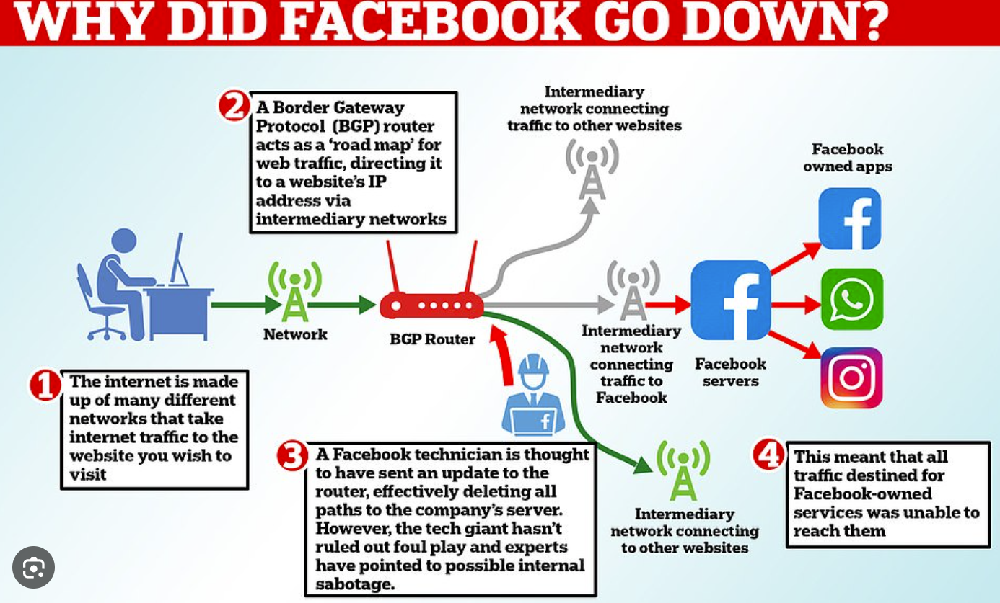 WHY DID FACEBOOK GO DOWN?
2
A Border Gateway
Protocol (BGP) router
acts as a ‘road map’ for
web traffic, directing it
to a website’s IP
address via
intermediary networks
Intermediary
network connecting
traffic to other websites
Facebook
owned apps
Network
BGP Router
Intermediary
network
connecting
traffic to
Facebook
Facebook
servers
1
The internet is made
up of many different
networks that take
internet traffic to the
website you wish to
visit
3
A Facebook technician is thought
to have sent an update to the
router, effectively deleting all
paths to the company’s server.
However, the tech giant hasn’t
ruled out foul play and experts
have pointed to possible internal
sabotage.
Intermediary
network connecting
to other websites
4
This meant that all
traffic destined for
Facebook-owned
services was unable to
reach them